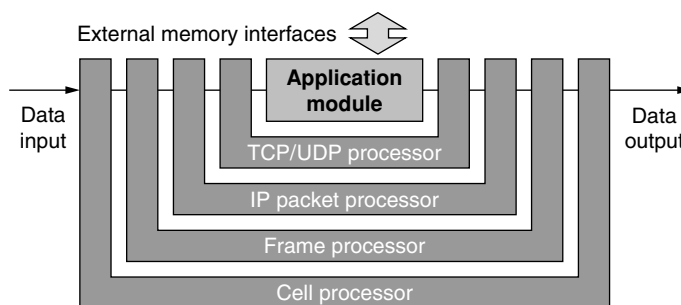 External memory interfaces
Application
module
Data
input
Data
output
TCP/UDP processor
IP packet processor
Frame processor
Cell processor